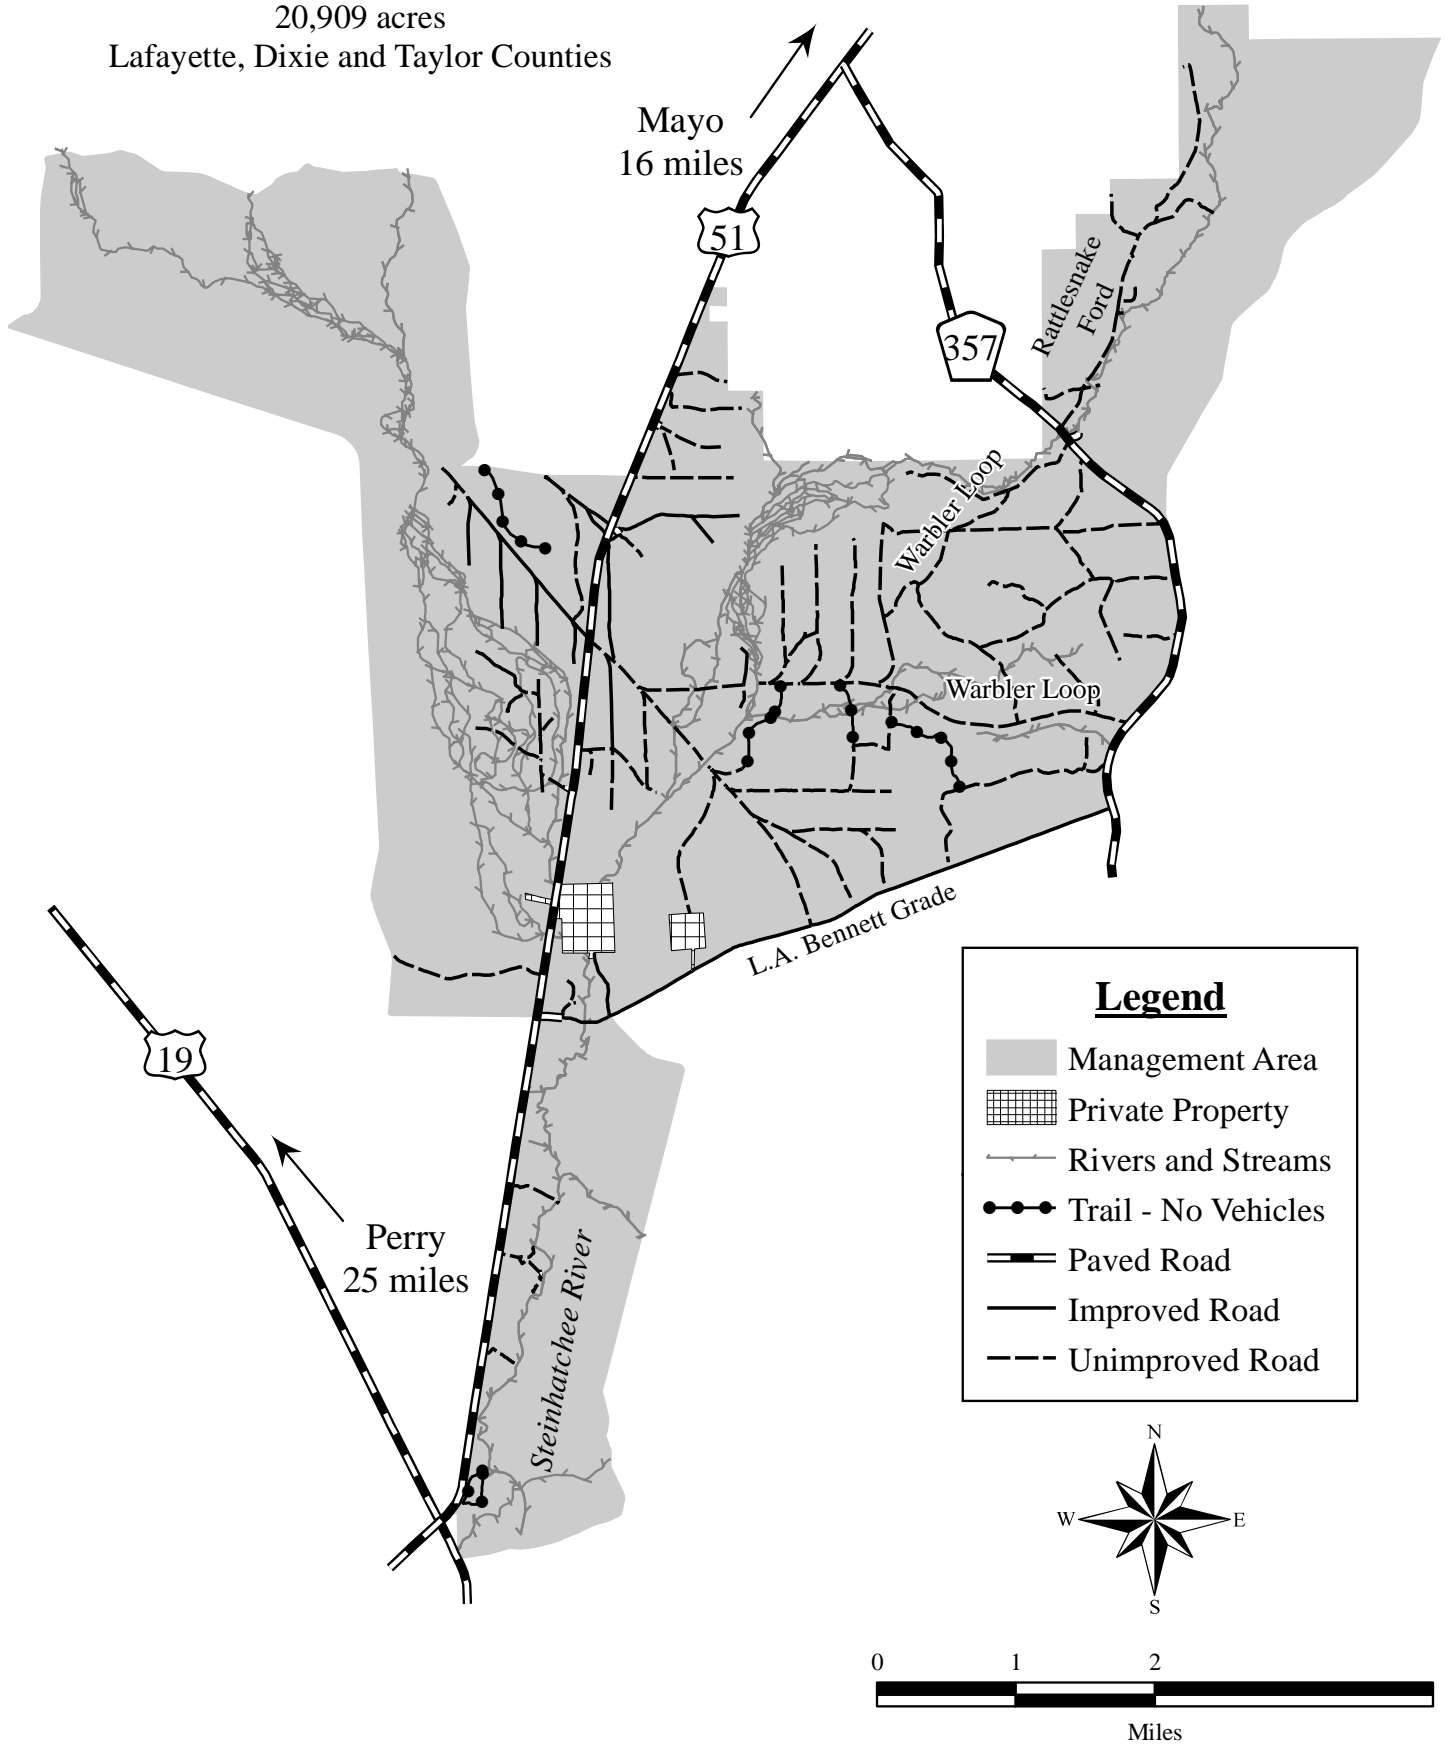 20,909 acres
Lafayette, Dixie and Taylor Counties
Mayo
16 miles
51
357
Rattlesnake
Ford
Warbler Loop
Warbler Loop
L.A. Bennett Grade
19
Perry
25 miles
Steinhatchee River
Legend
Management Area
Private Property
Rivers and Streams
Trail - No Vehicles
Paved Road
Improved Road
Unimproved Road
N
W
E
S
0 1 2
Miles